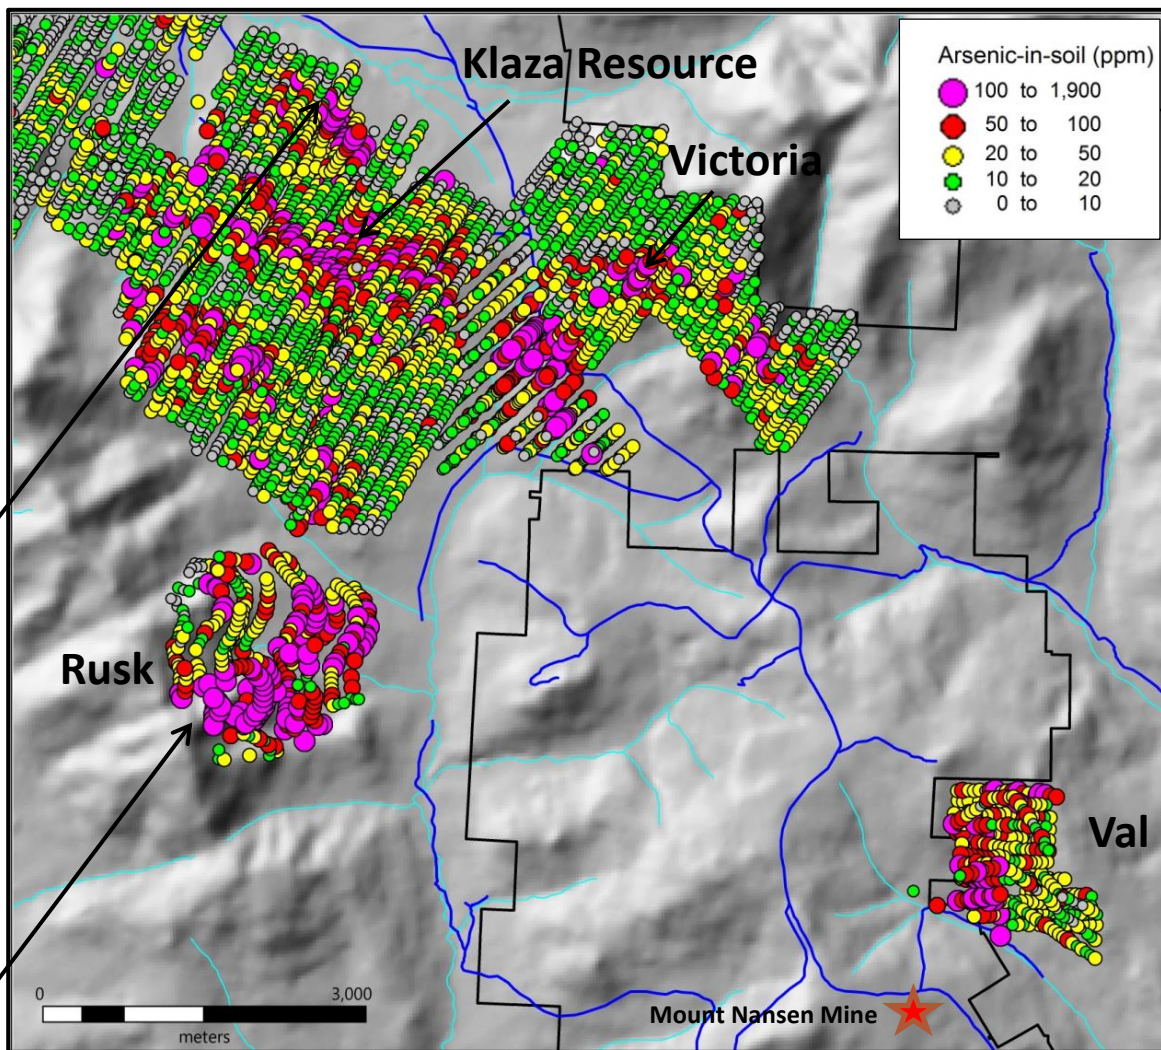 Klaza Resource
Victoria
Arsenic-in-soil (ppm)
100 to 1,900
50 to 100
20 to 50
10 to 20
0 to 10
Rusk
Val
0 3,000
meters
Mount Nansen Mine